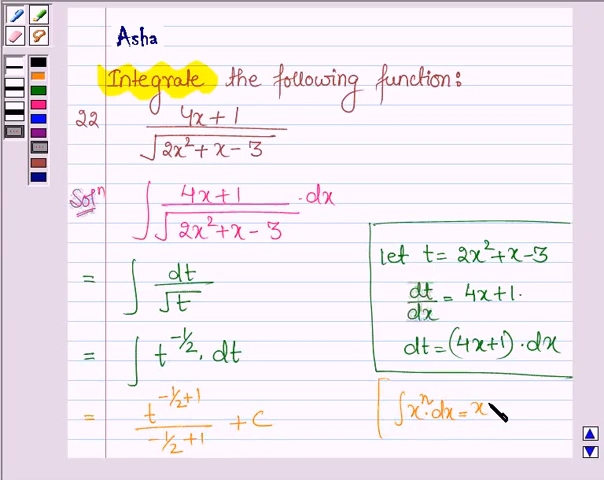 Asha
Integrate the following function:
22 4x+1
√2x²+x-3
Solⁿ ∫ 4x+1 .dx
√2x²+x-3
let t = 2x²+x-3
= ∫ dt
√t
dt = 4x+1.
dx
dt = (4x+1).dx
= ∫ t^-1/2. dt
= t^-1/2+1 + C
-1/2+1
[∫xⁿ.dx = x